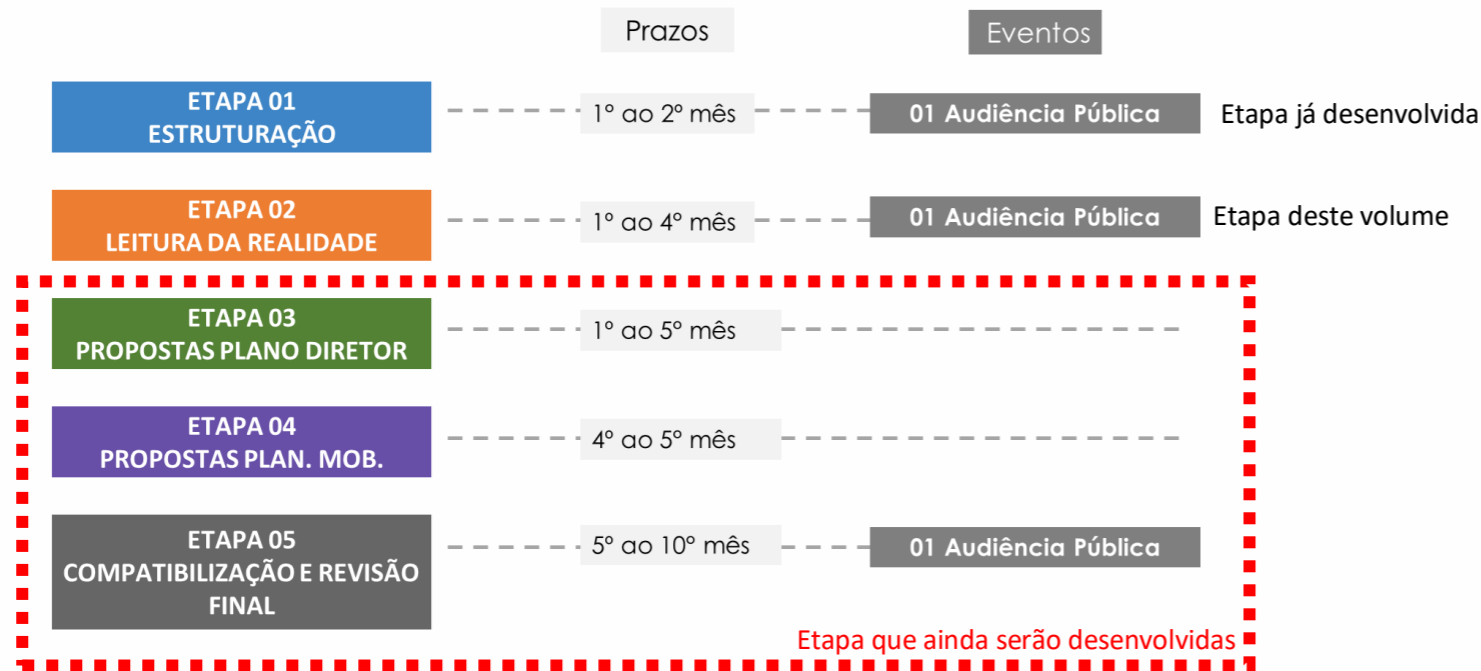 Prazos
Eventos
ETAPA 01
ESTRUTURAÇÃO
1º ao 2º mês
01 Audiência Pública
Etapa já desenvolvida
ETAPA 02
LEITURA DA REALIDADE
1º ao 4º mês
01 Audiência Pública
Etapa deste volume
ETAPA 03
PROPOSTAS PLANO DIRETOR
1º ao 5º mês
ETAPA 04
PROPOSTAS PLAN. MOB.
4º ao 5º mês
ETAPA 05
COMPATIBILIZAÇÃO E REVISÃO
FINAL
5º ao 10º mês
01 Audiência Pública
Etapa que ainda serão desenvolvidas